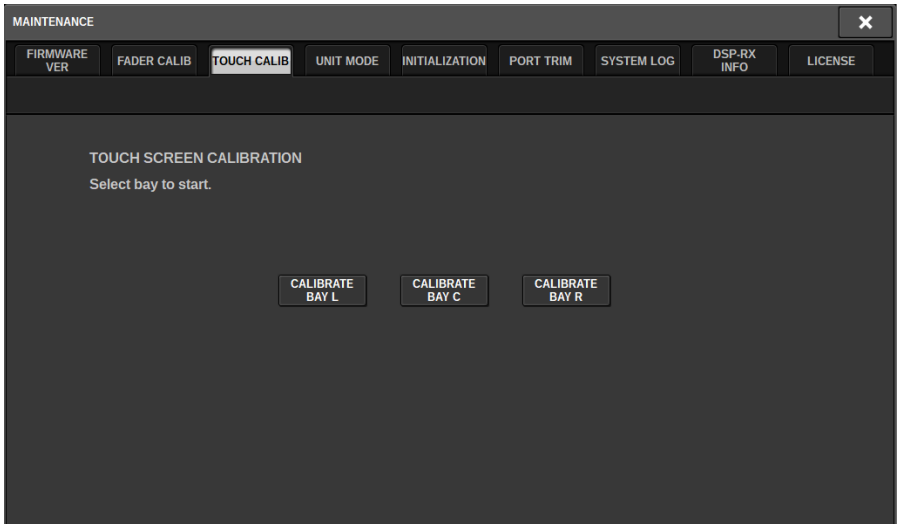 MAINTENANCE
FIRMWARE
VER
FADER CALIB
TOUCH CALIB
UNIT MODE
INITIALIZATION
PORT TRIM
SYSTEM LOG
DSP-RX
INFO
LICENSE
TOUCH SCREEN CALIBRATION
Select bay to start.
CALIBRATE
BAY L
CALIBRATE
BAY C
CALIBRATE
BAY R